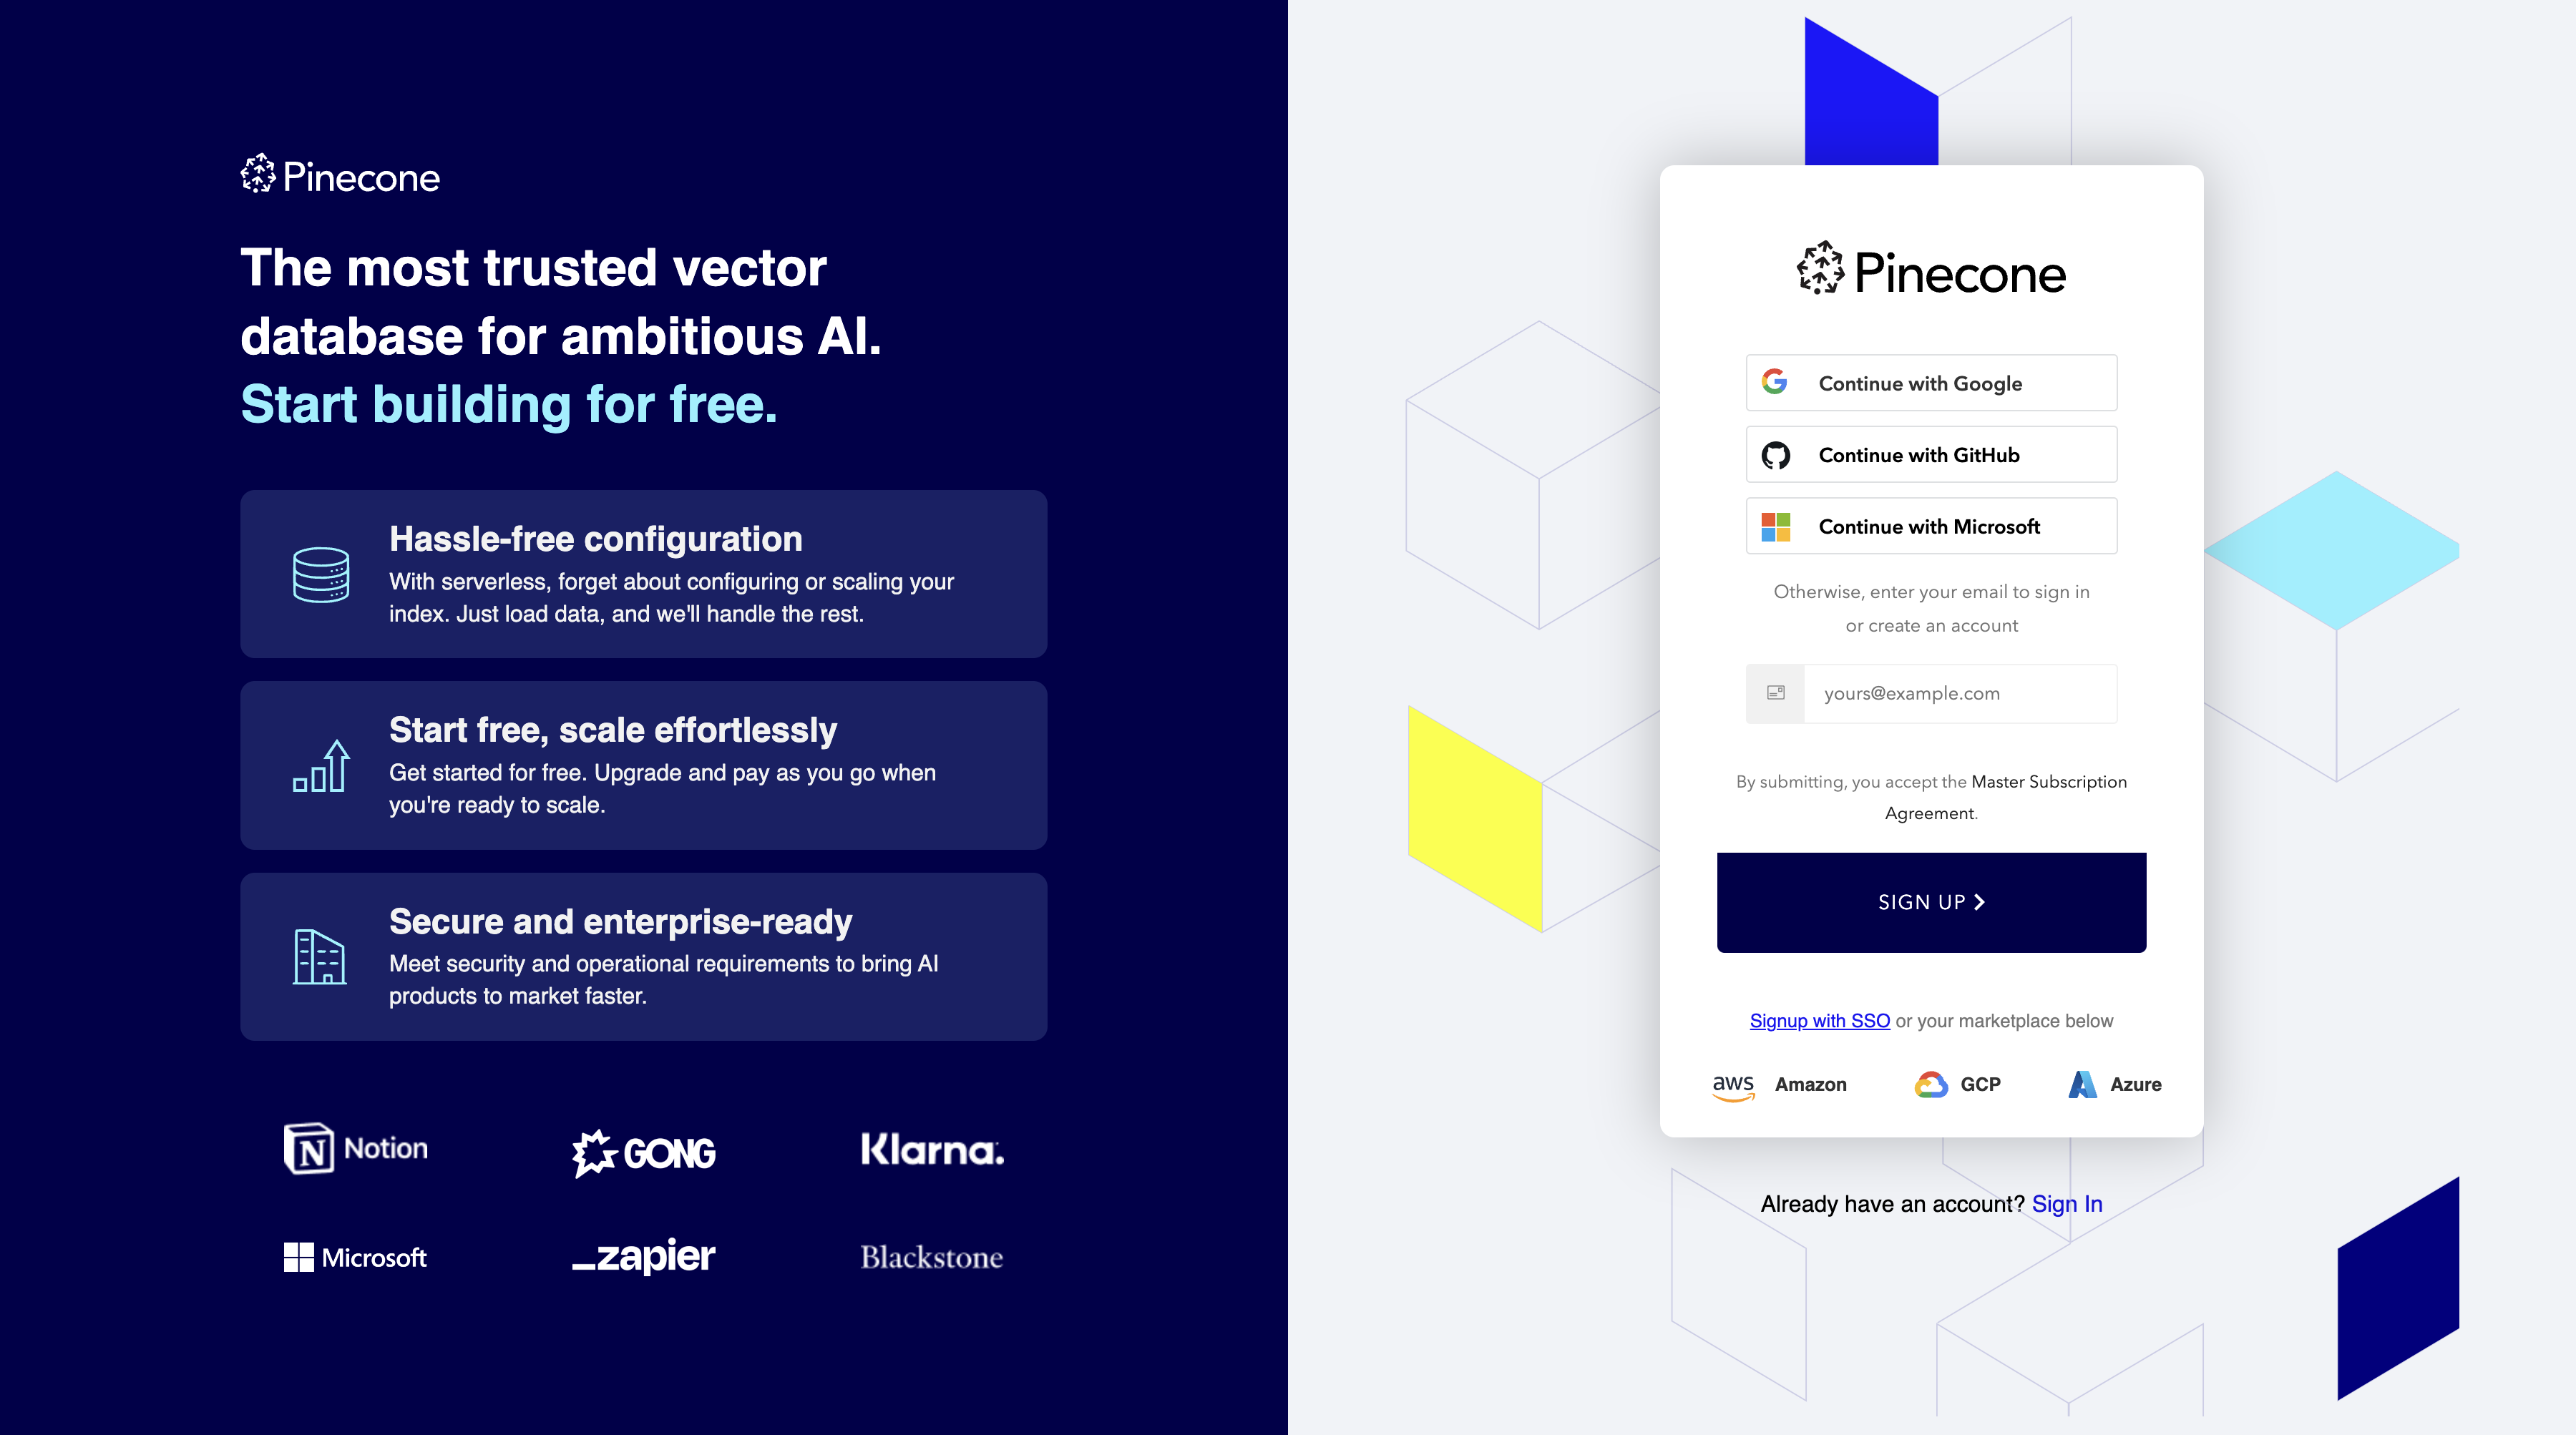 Pinecone
The most trusted vector
database for ambitious AI.
Start building for free.
Hassle-free configuration
With serverless, forget about configuring or scaling your
index. Just load data, and we'll handle the rest.
Start free, scale effortlessly
Get started for free. Upgrade and pay as you go when
you're ready to scale.
Secure and enterprise-ready
Meet security and operational requirements to bring AI
products to market faster.
Notion
GONG
Klarna.
Microsoft
_zapier
Blackstone
Pinecone
Continue with Google
Continue with GitHub
Continue with Microsoft
Otherwise, enter your email to sign in
or create an account
yours@example.com
By submitting, you accept the Master Subscription
Agreement.
SIGN UP
Signup with SSO or your marketplace below
aws Amazon
GCP
Azure
Already have an account? Sign In